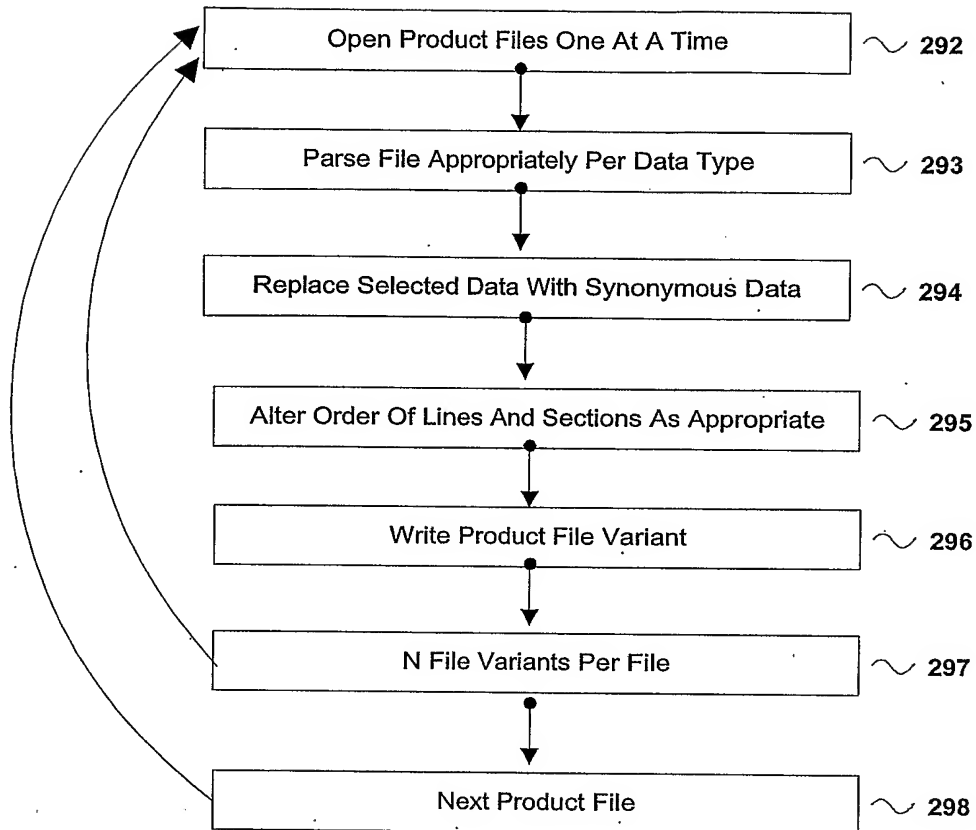 Open Product Files One At A Time 292
Parse File Appropriately Per Data Type 293
Replace Selected Data With Synonymous Data 294
Alter Order Of Lines And Sections As Appropriate 295
Write Product File Variant 296
N File Variants Per File 297
Next Product File 298